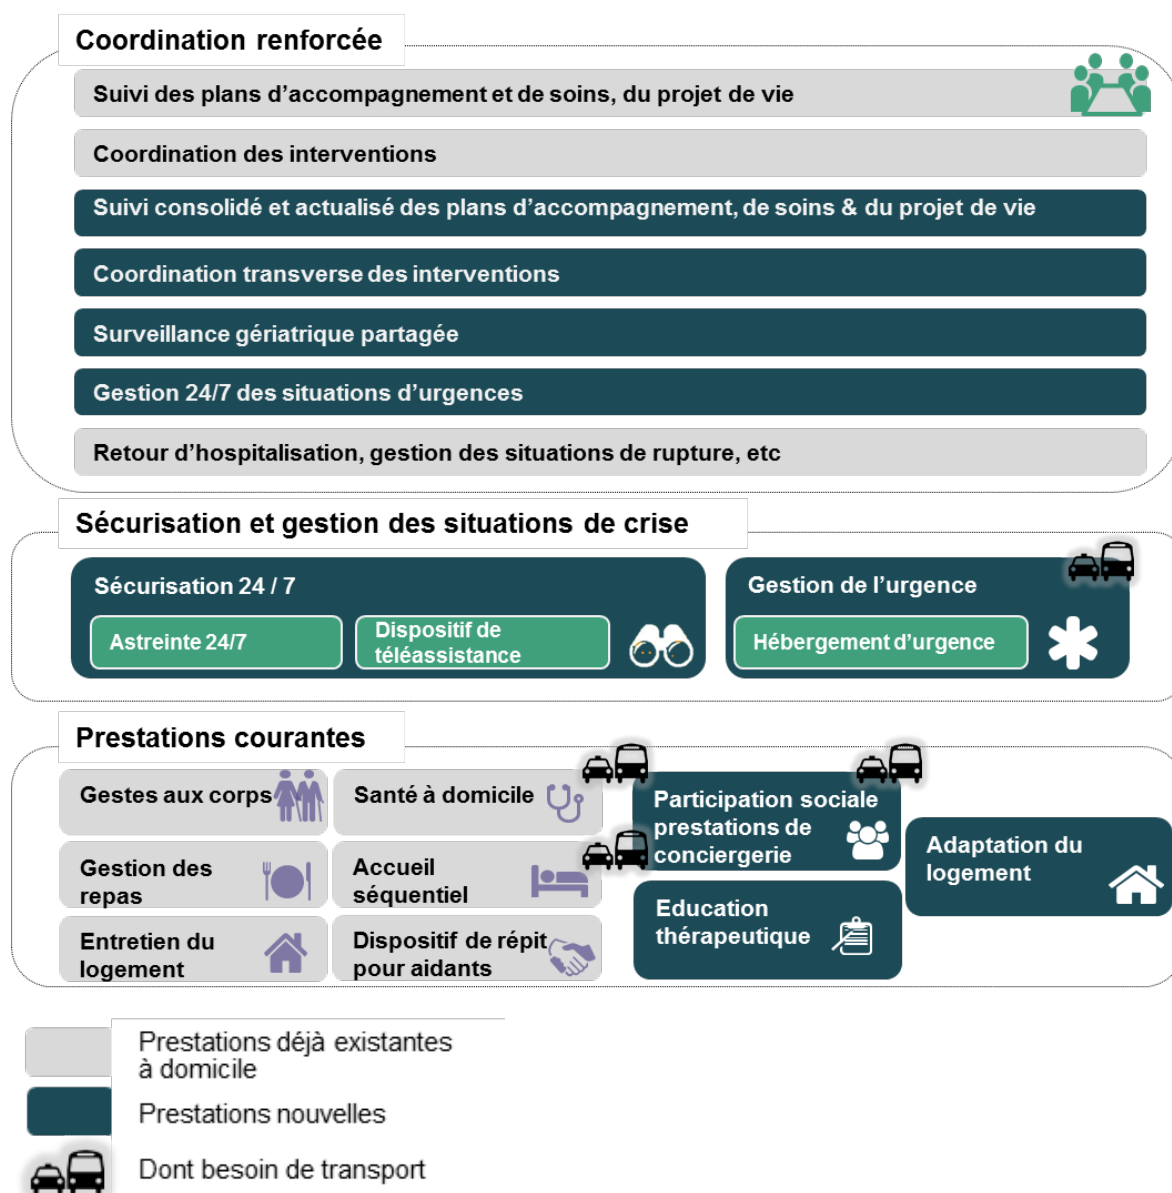 Coordination renforcée
Suivi des plans d’accompagnement et de soins, du projet de vie
Coordination des interventions
Suivi consolidé et actualisé des plans d’accompagnement, de soins & du projet de vie
Coordination transverse des interventions
Surveillance gériatrique partagée
Gestion 24/7 des situations d’urgences
Retour d’hospitalisation, gestion des situations de rupture, etc
Sécurisation et gestion des situations de crise
Sécurisation 24 / 7
Astreinte 24/7
Dispositif de
téléassistance
Gestion de l’urgence
Hébergement d’urgence
Prestations courantes
Gestes aux corps
Santé à domicile
Gestion des
repas
Accueil
séquentiel
Entretien du
logement
Dispositif de répit
pour aidants
Participation sociale
prestations de
conciergerie
Education
thérapeutique
Adaptation du
logement
Prestations déjà existantes
à domicile
Prestations nouvelles
Dont besoin de transport